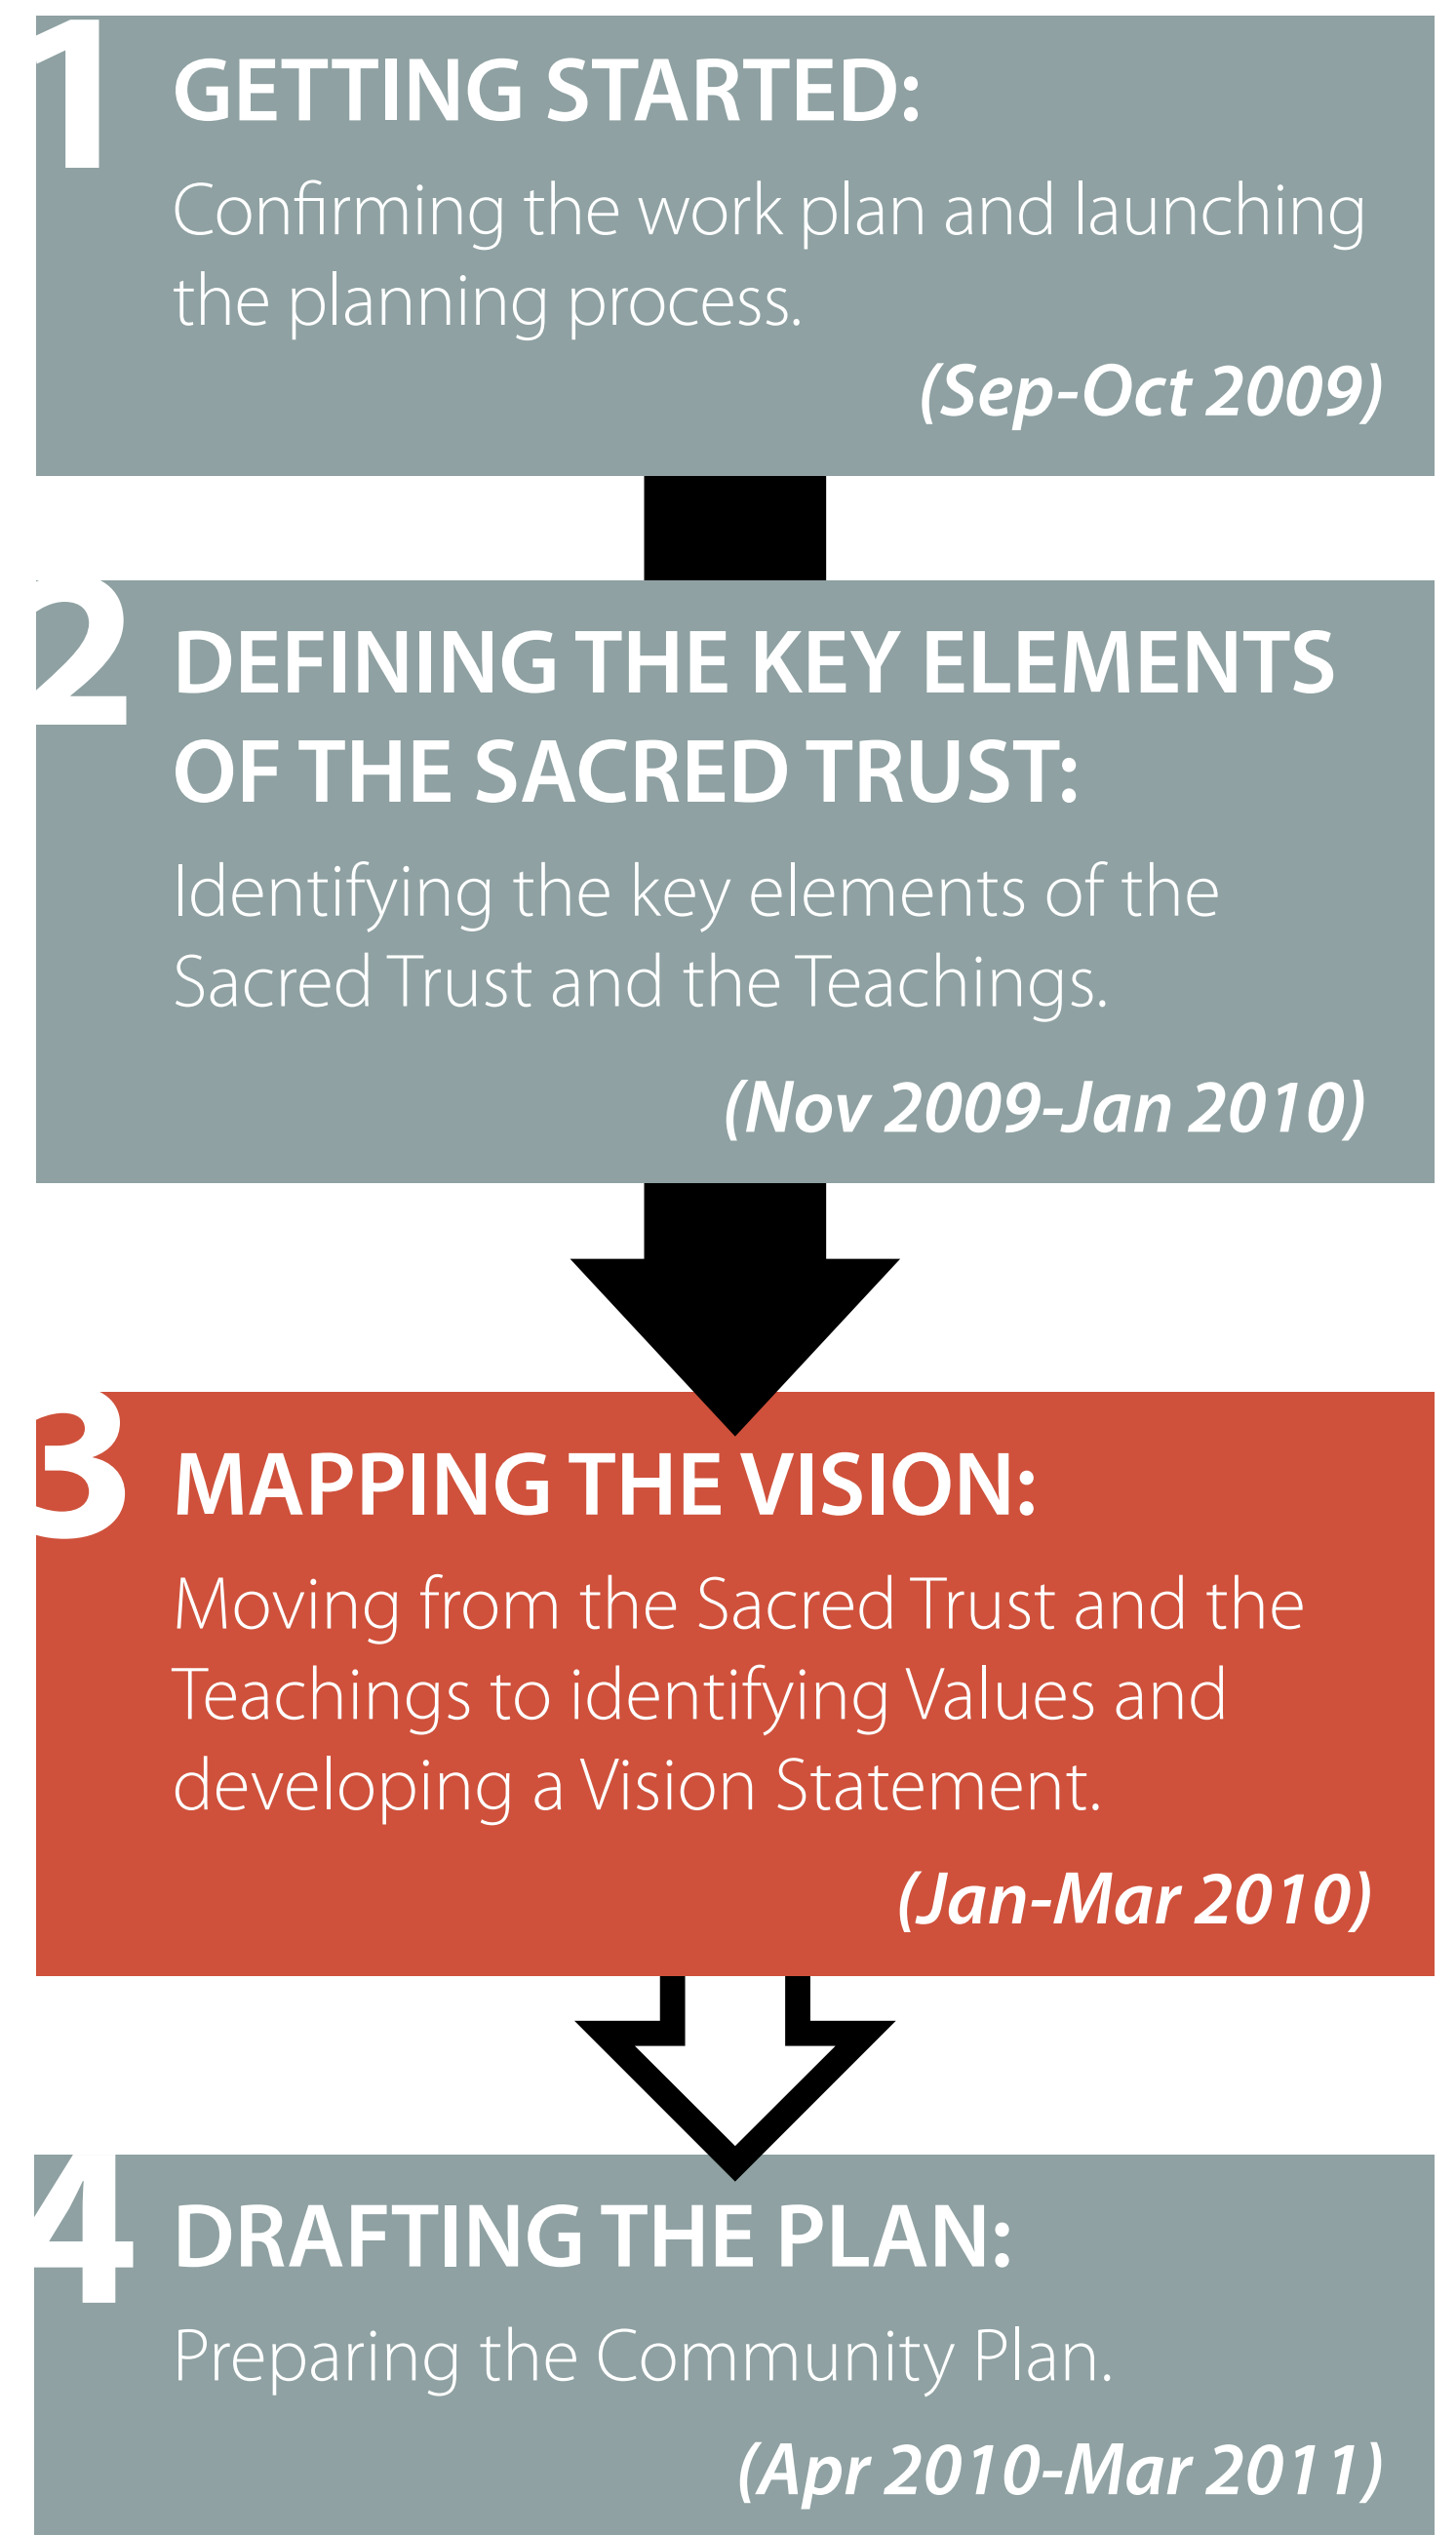 1
GETTING STARTED:
Confirming the work plan and launching
the planning process.
(Sep-Oct 2009)
2
DEFINING THE KEY ELEMENTS
OF THE SACRED TRUST:
Identifying the key elements of the
Sacred Trust and the Teachings.
(Nov 2009-Jan 2010)
3
MAPPING THE VISION:
Moving from the Sacred Trust and the
Teachings to identifying Values and
developing a Vision Statement.
(Jan-Mar 2010)
4
DRAFTING THE PLAN:
Preparing the Community Plan.
(Apr 2010-Mar 2011)